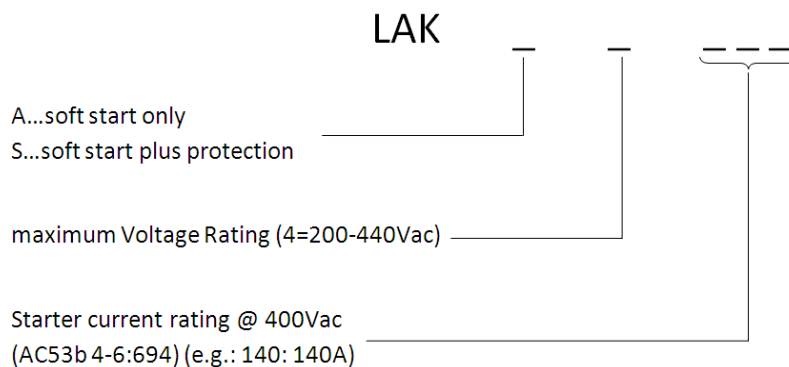 LAK _ _ _ _ _
A...soft start only
S...soft start plus protection
maximum Voltage Rating (4=200-440Vac)
Starter current rating @ 400Vac
(AC53b 4-6:694) (e.g.: 140: 140A)